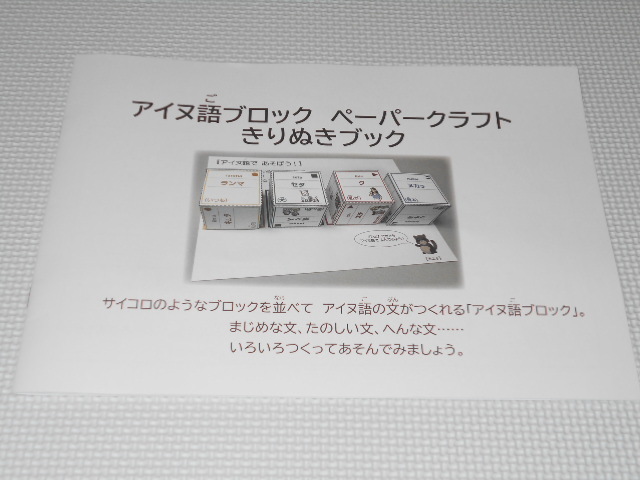 アイヌ語ブロック ペーパークラフト
きりぬきブック
【アイヌ語で あそぼう!】
ランマ
セタ
ク
サイコロのようなブロックを並べて アイヌ語の文がつくれる「アイヌ語ブロック」。
まじめな文、たのしい文、へんな文……
いろいろつくってあそんでみましょう。